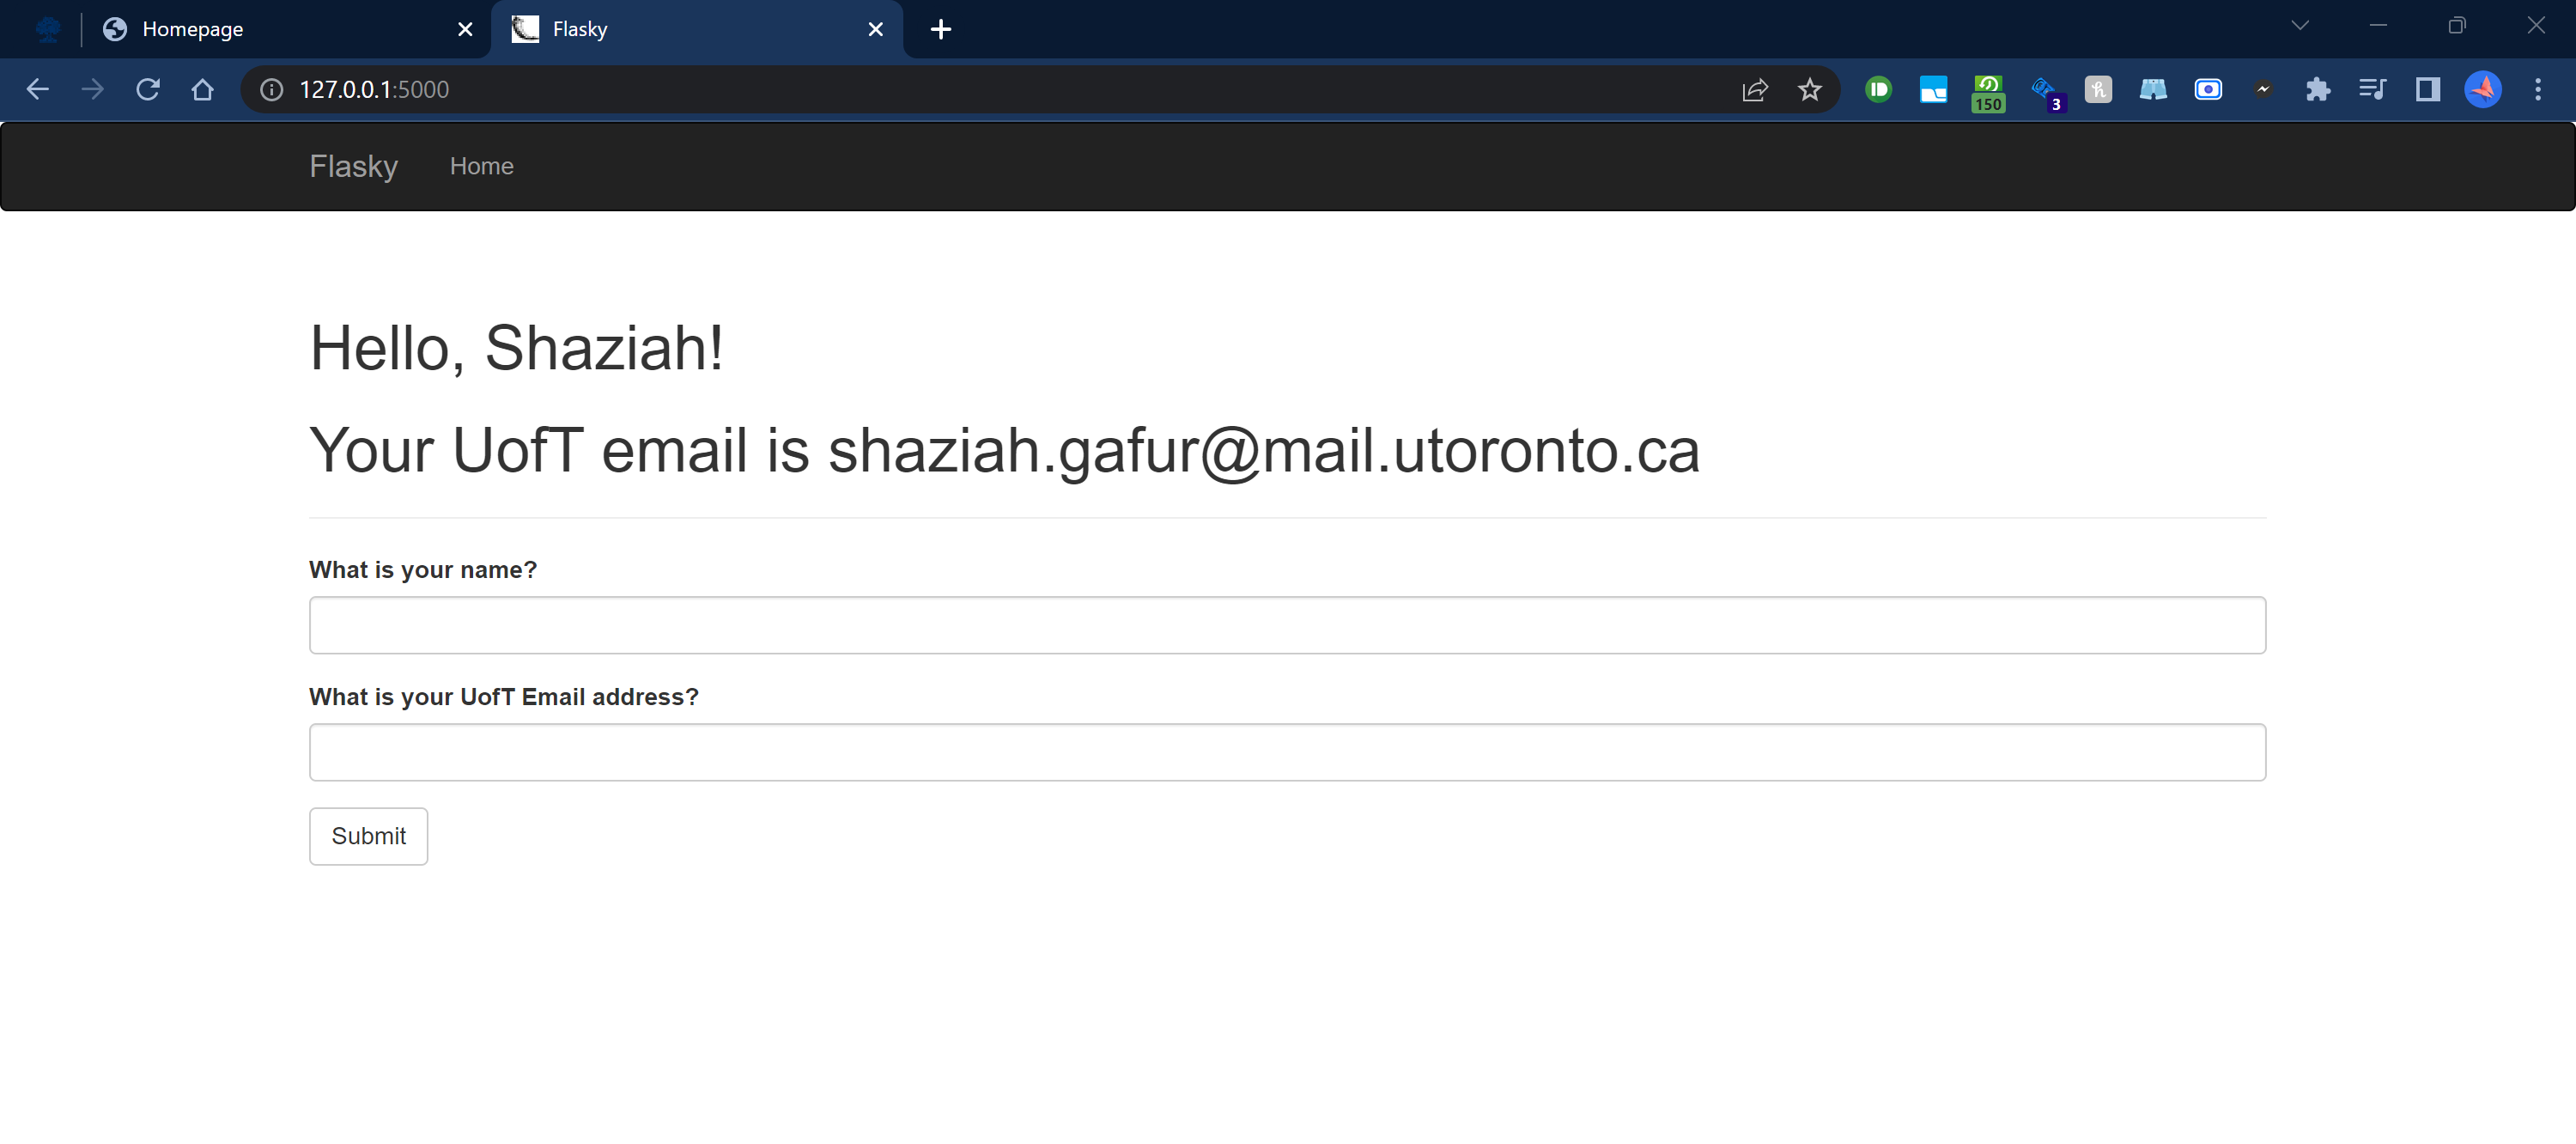 Homepage
Flasky
127.0.0.1:5000
150
3
Flasky Home
Hello, Shaziah!
Your UofT email is shaziah.gafur@mail.utoronto.ca
What is your name?
What is your UofT Email address?
Submit